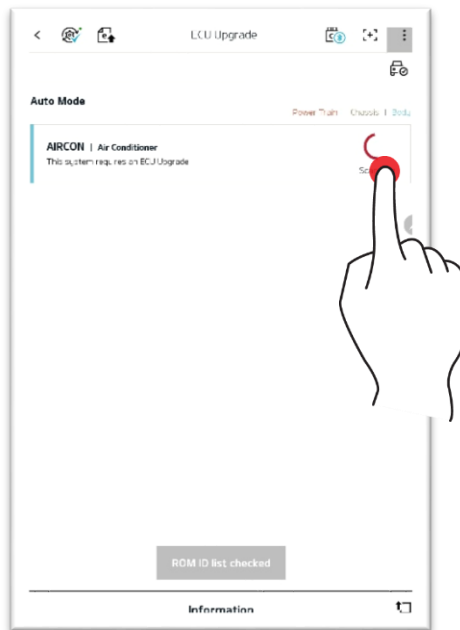 ECU Upgrade
Auto Mode
Power Train | Chassis | Body
AIRCON | Air Conditioner
This system requires an ECU Upgrade
ROM ID list checked
Information